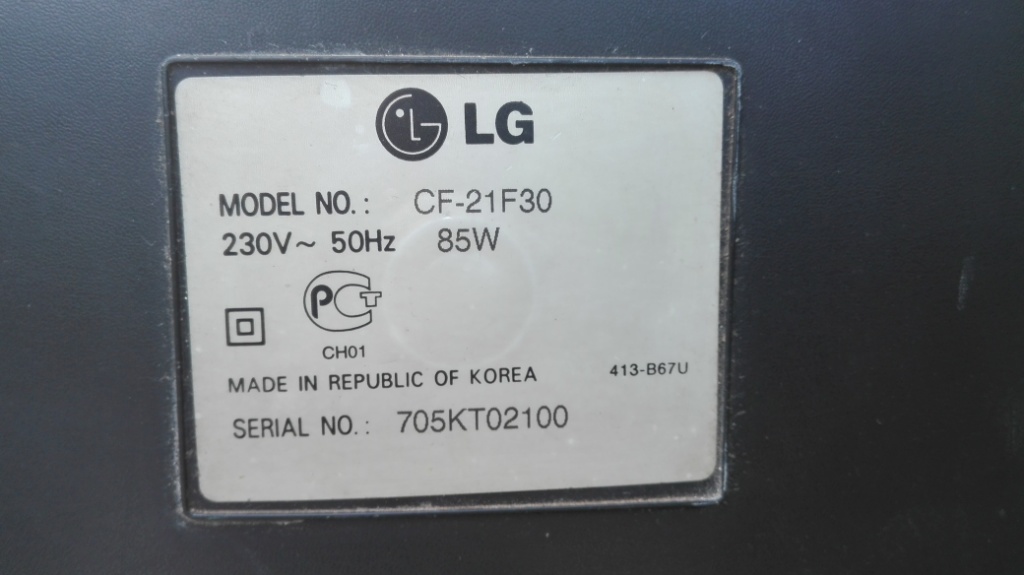 LG
MODEL NO.: CF-21F30
230V~ 50Hz 85W
РСТ
CH01
MADE IN REPUBLIC OF KOREA 413-B67U
SERIAL NO.: 705KT02100